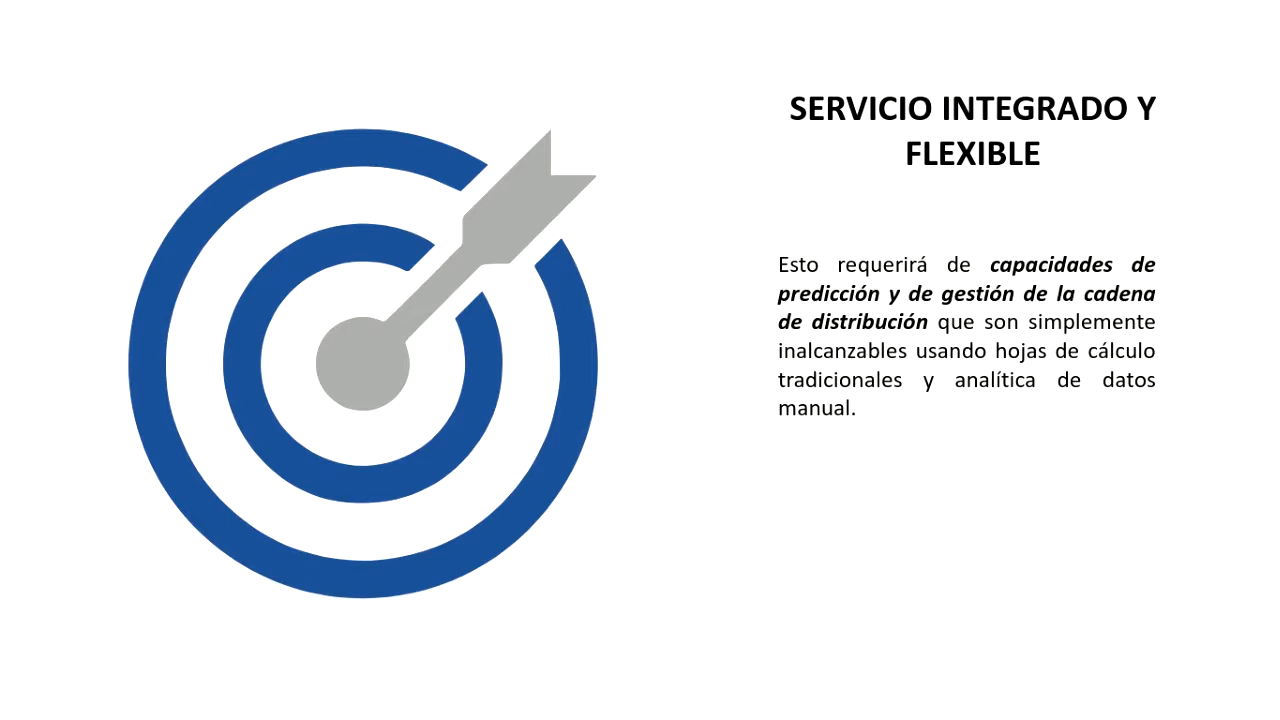 SERVICIO INTEGRADO Y
FLEXIBLE
Esto requerirá de capacidades de
predicción y de gestión de la cadena
de distribución que son simplemente
inalcanzables usando hojas de cálculo
tradicionales y analítica de datos
manual.